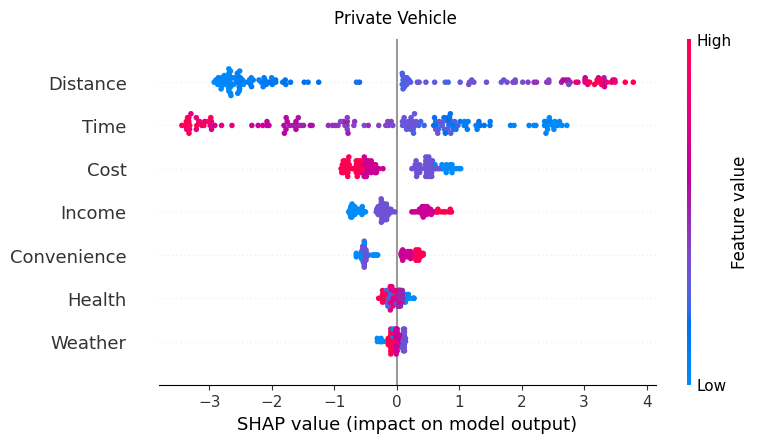 Private Vehicle
High
Distance
Time
Cost
Income
Convenience
Health
Weather
Feature value
Low
−3 −2 −1 0 1 2 3 4
SHAP value (impact on model output)